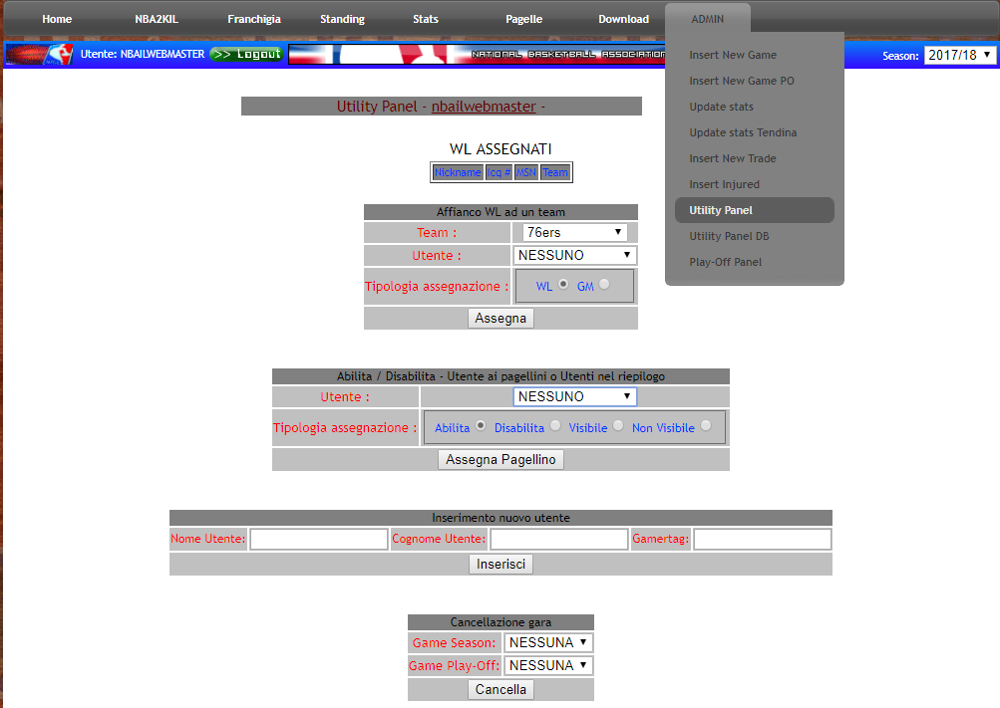 Home NBA2KIL Franchigia Standing Stats Pagelle Download ADMIN
Utente: NBAILWEBMASTER >> Logout NATIONAL BASKETBALL ASSOCIATION Season: 2017/18
Insert New Game
Insert New Game PO
Update stats
Update stats Tendina
Insert New Trade
Insert Injured
Utility Panel
Utility Panel DB
Play-Off Panel
Utility Panel - nbailwebmaster -
WL ASSEGNATI
Nickname Icq # MSN Team
Affianco WL ad un team
Team : 76ers
Utente : NESSUNO
Tipologia assegnazione : WL GM
Assegna
Abilita / Disabilita - Utente ai pagellini o Utenti nel riepilogo
Utente : NESSUNO
Tipologia assegnazione : Abilita Disabilita Visibile Non Visibile
Assegna Pagellino
Inserimento nuovo utente
Nome Utente: Cognome Utente: Gamertag:
Inserisci
Cancellazione gara
Game Season: NESSUNA
Game Play-Off: NESSUNA
Cancella